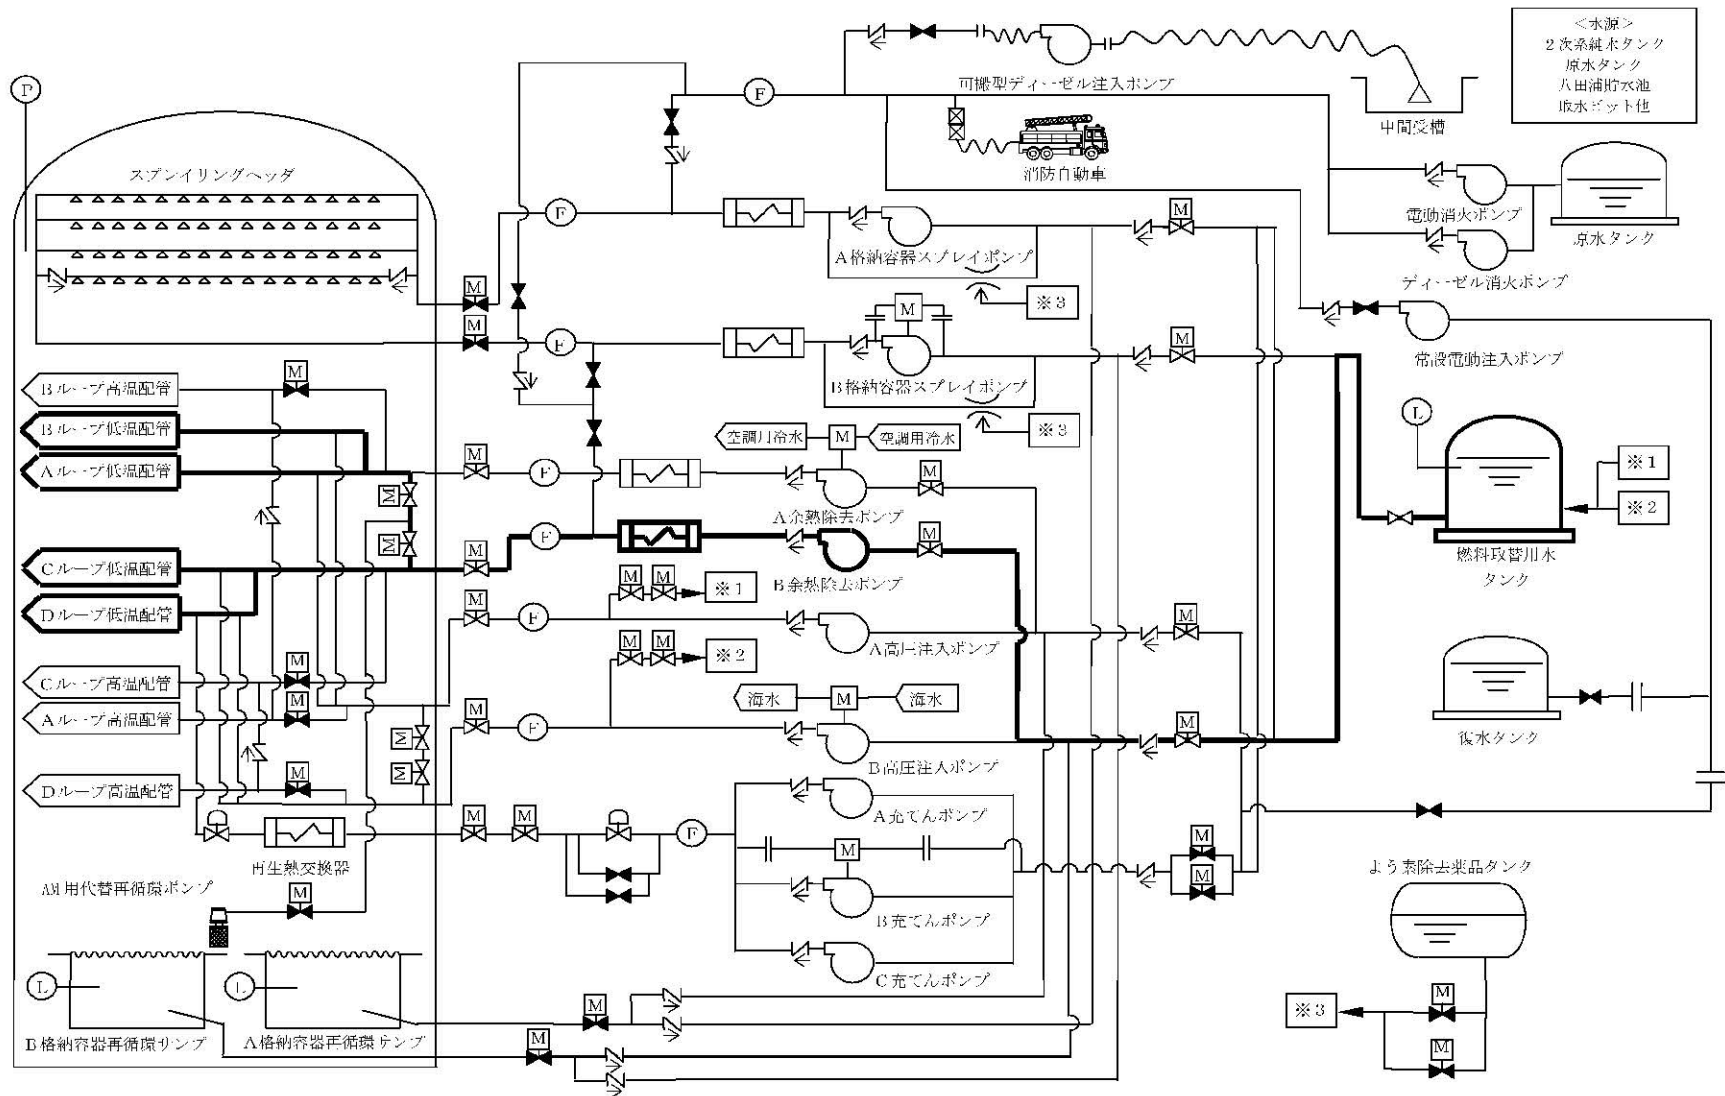 <水源>
2次系純水タンク
原水タンク
八田浦貯水池
取水ピット他
P
F
可搬型ディーゼル注入ポンプ
中間受槽
消防自動車
スプレイリングヘッダ
F
M
電動消火ポンプ
原水タンク
A格納容器スプレイポンプ
M
※3
ディーゼル消火ポンプ
M
M
F
M
常設電動注入ポンプ
Bループ高温配管
M
B格納容器スプレイポンプ
※3
L
Bループ低温配管
空調用冷水
M
空調用冷水
Aループ低温配管
M
F
M
※1
M
A余熱除去ポンプ
※2
M
F
M
燃料取替用水
タンク
Cループ低温配管
M
B余熱除去ポンプ
M
M
※1
Dループ低温配管
M
F
M
M
M
※2
A高圧注入ポンプ
Cループ高温配管
M
海水
M
海水
Aループ高温配管
M
M
F
M
復水タンク
M
B高圧注入ポンプ
M
Dループ高温配管
M
A充てんポンプ
M
M
F
M
M
再生熱交換器
よう素除去薬品タンク
AM用代替再循環ポンプ
M
M
B充てんポンプ
C充てんポンプ
L
L
M
M
※3
B格納容器再循環サンプ
A格納容器再循環サンプ
M
M